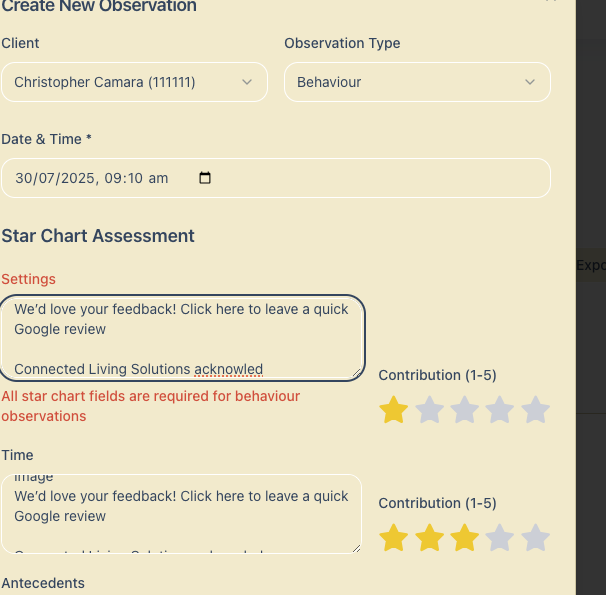 Create New Observation
Client
Observation Type
Christopher Camara (111111)
Behaviour
Date & Time *
30/07/2025, 09:10 am
Star Chart Assessment
Expo
Settings
We'd love your feedback! Click here to leave a quick
Google review
Connected Living Solutions acknowled
Contribution (1-5)
All star chart fields are required for behaviour
observations
Time
image
We'd love your feedback! Click here to leave a quick
Google review
Contribution (1-5)
Antecedents